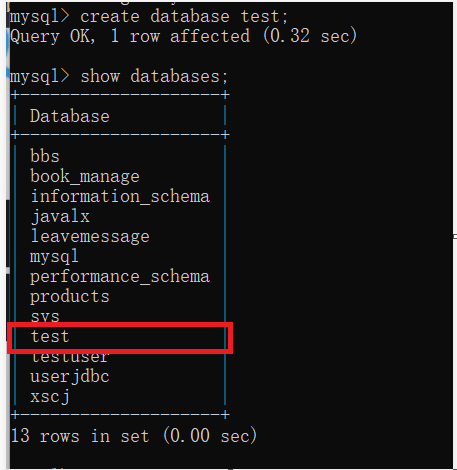 mysql> create database test;
Query OK, 1 row affected (0.32 sec)
mysql> show databases;
+--------------------+
| Database           |
+--------------------+
| bbs                |
| book_manage        |
| information_schema |
| javalx             |
| leavemessage       |
| mysql              |
| performance_schema |
| products           |
| sys                |
| test               |
| testuser           |
| userjdbc           |
| xscj               |
+--------------------+
13 rows in set (0.00 sec)